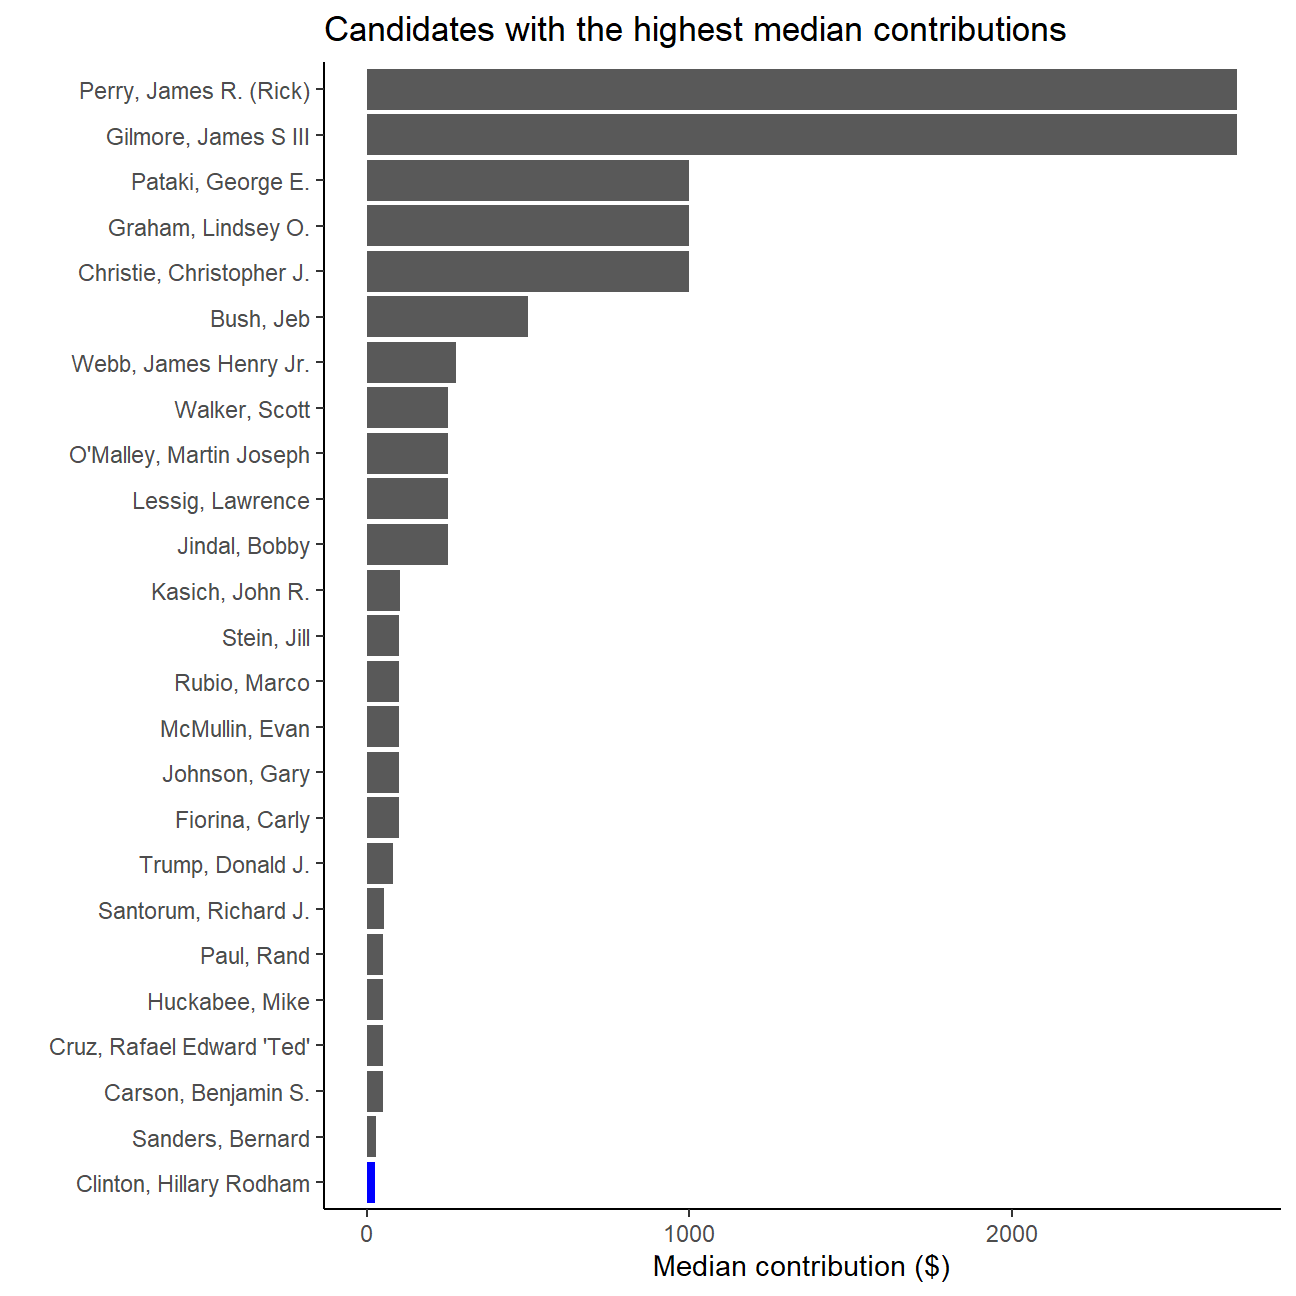 Candidates with the highest median contributions
Perry, James R. (Rick)
Gilmore, James S III
Pataki, George E.
Graham, Lindsey O.
Christie, Christopher J.
Bush, Jeb
Webb, James Henry Jr.
Walker, Scott
O'Malley, Martin Joseph
Lessig, Lawrence
Jindal, Bobby
Kasich, John R.
Stein, Jill
Rubio, Marco
McMullin, Evan
Johnson, Gary
Fiorina, Carly
Trump, Donald J.
Santorum, Richard J.
Paul, Rand
Huckabee, Mike
Cruz, Rafael Edward 'Ted'
Carson, Benjamin S.
Sanders, Bernard
Clinton, Hillary Rodham
0 1000 2000
Median contribution ($)